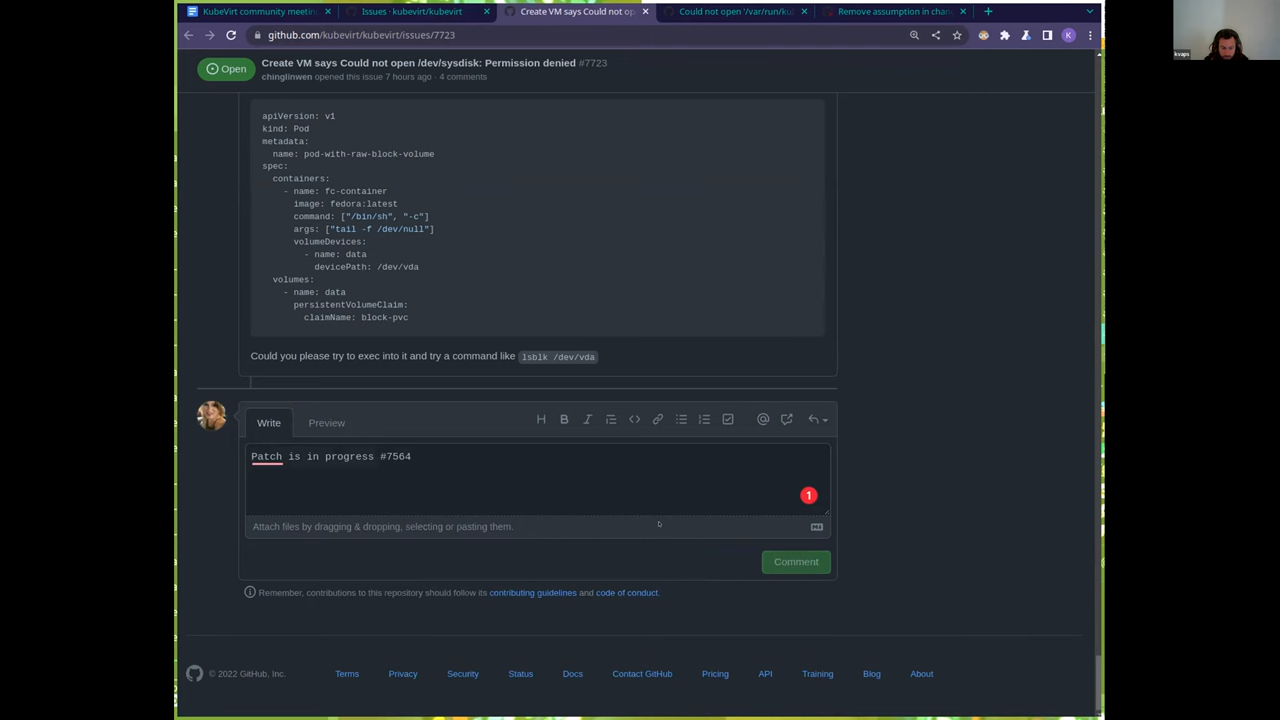 KubeVirt community meetin
Issues · kubevirt/kubevirt
Create VM says Could not op
Could not open '/var/run/ku
Remove assumption in chan
github.com/kubevirt/kubevirt/issues/7723
K
kvaps
Open
Create VM says Could not open /dev/sysdisk: Permission denied #7723
chinglinwen opened this issue 7 hours ago · 4 comments
apiVersion: v1
kind: Pod
metadata:
name: pod-with-raw-block-volume
spec:
containers:
- name: fc-container
image: fedora:latest
command: ["/bin/sh", "-c"]
args: ["tail -f /dev/null"]
volumeDevices:
- name: data
devicePath: /dev/vda
volumes:
- name: data
persistentVolumeClaim:
claimName: block-pvc
Could you please try to exec into it and try a command like lsblk /dev/vda
Write
Preview
Patch is in progress #7564
1
Attach files by dragging & dropping, selecting or pasting them.
Comment
Remember, contributions to this repository should follow its contributing guidelines and code of conduct.
© 2022 GitHub, Inc.
Terms
Privacy
Security
Status
Docs
Contact GitHub
Pricing
API
Training
Blog
About